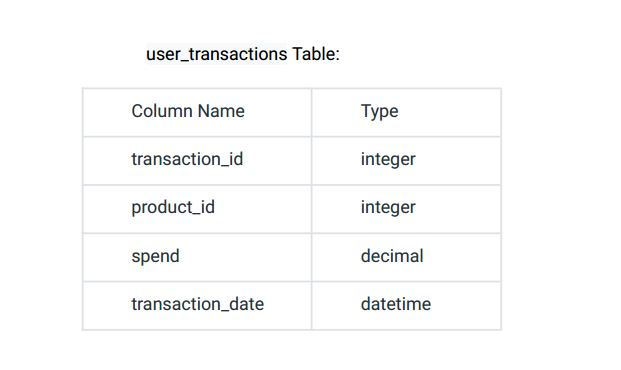 user_transactions Table:
Column Name Type
transaction_id integer
product_id integer
spend decimal
transaction_date datetime